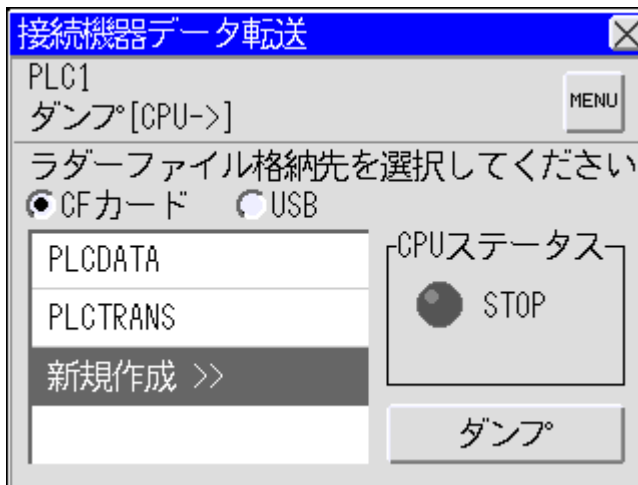 接続機器データ転送
PLC1
ダンプ[CPU->]
MENU
ラダーファイル格納先を選択してください
CFカード
USB
PLCDATA
PLCTRANS
新規作成 >>
CPUステータス
STOP
ダンプ